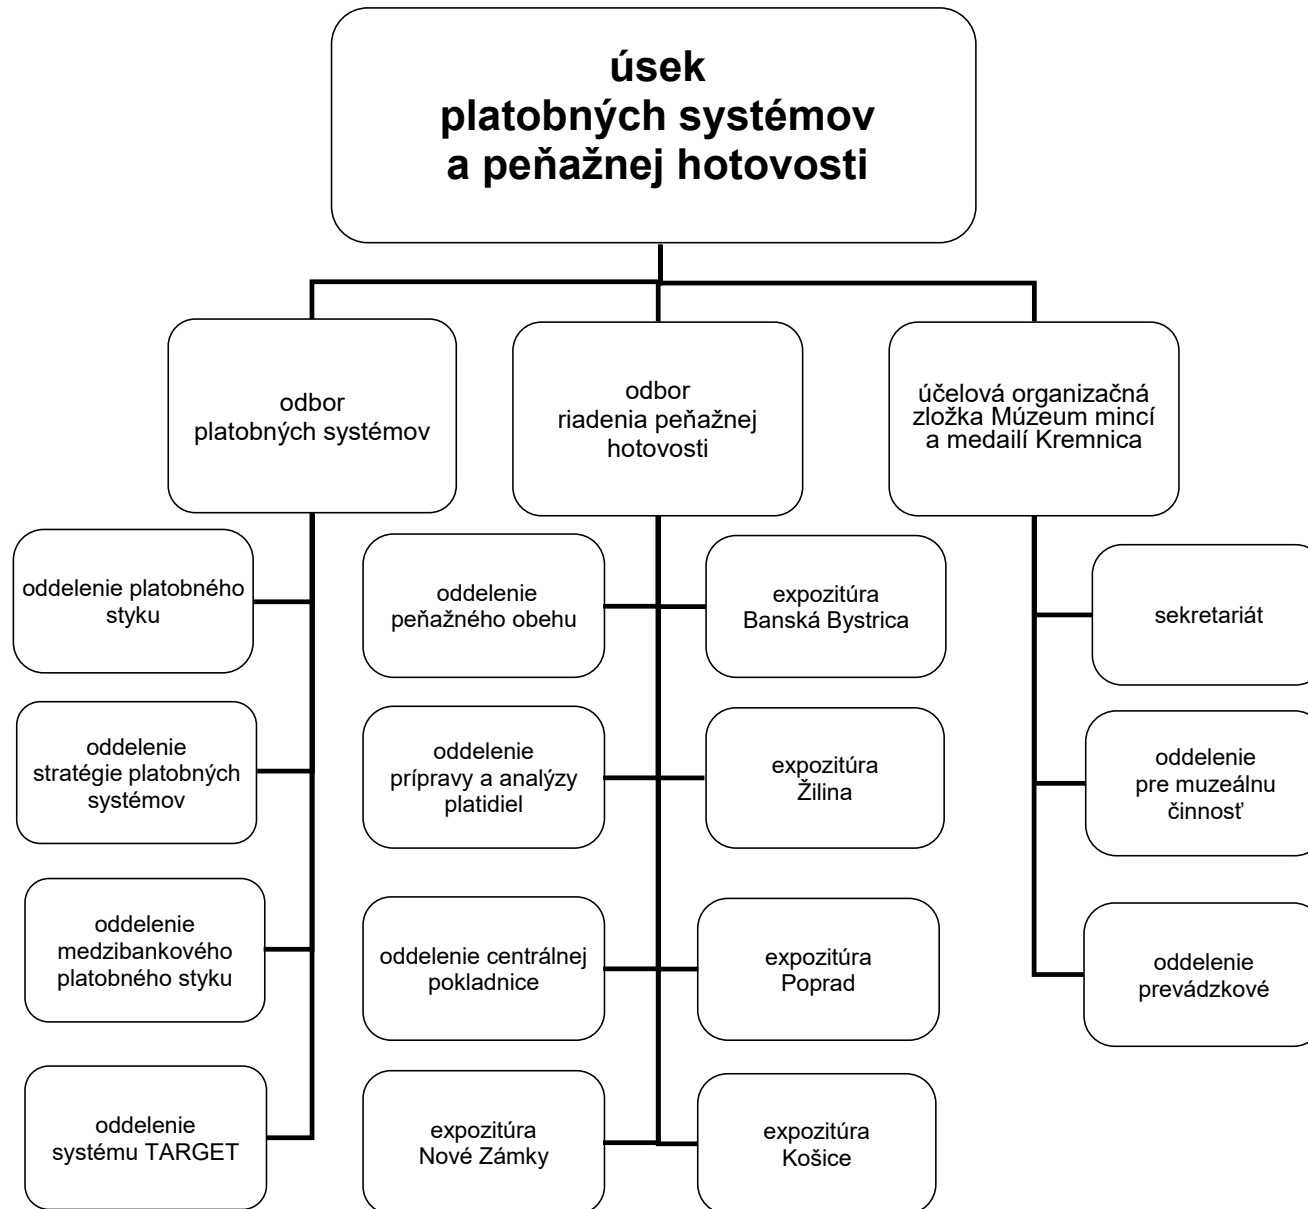 úsek
platobných systémov
a peňažnej hotovosti
odbor
platobných systémov
odbor
riadenia peňažnej
hotovosti
účelová organizačná
zložka Múzeum mincí
a medailí Kremnica
oddelenie platobného
styku
oddelenie
stratégie platobných
systémov
oddelenie
medzibankového
platobného styku
oddelenie
systému TARGET
oddelenie
peňažného obehu
oddelenie
prípravy a analýzy
platidiel
oddelenie centrálnej
pokladnice
expozitúra
Nové Zámky
expozitúra
Banská Bystrica
expozitúra
Žilina
expozitúra
Poprad
expozitúra
Košice
sekretariát
oddelenie
pre muzeálnu
činnosť
oddelenie
prevádzkové